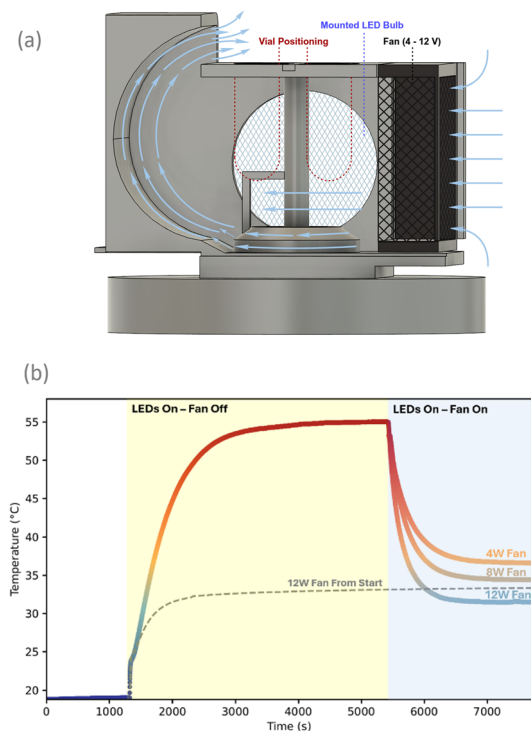 (a)
Mounted LED Bulb
Vial Positioning
Fan (4 - 12 V)
(b)
LEDs On – Fan Off
LEDs On – Fan On
55
50
45
40
35
30
25
20
Temperature (°C)
4W Fan
8W Fan
12W Fan
12W Fan From Start
0
1000
2000
3000
4000
5000
6000
7000
Time (s)